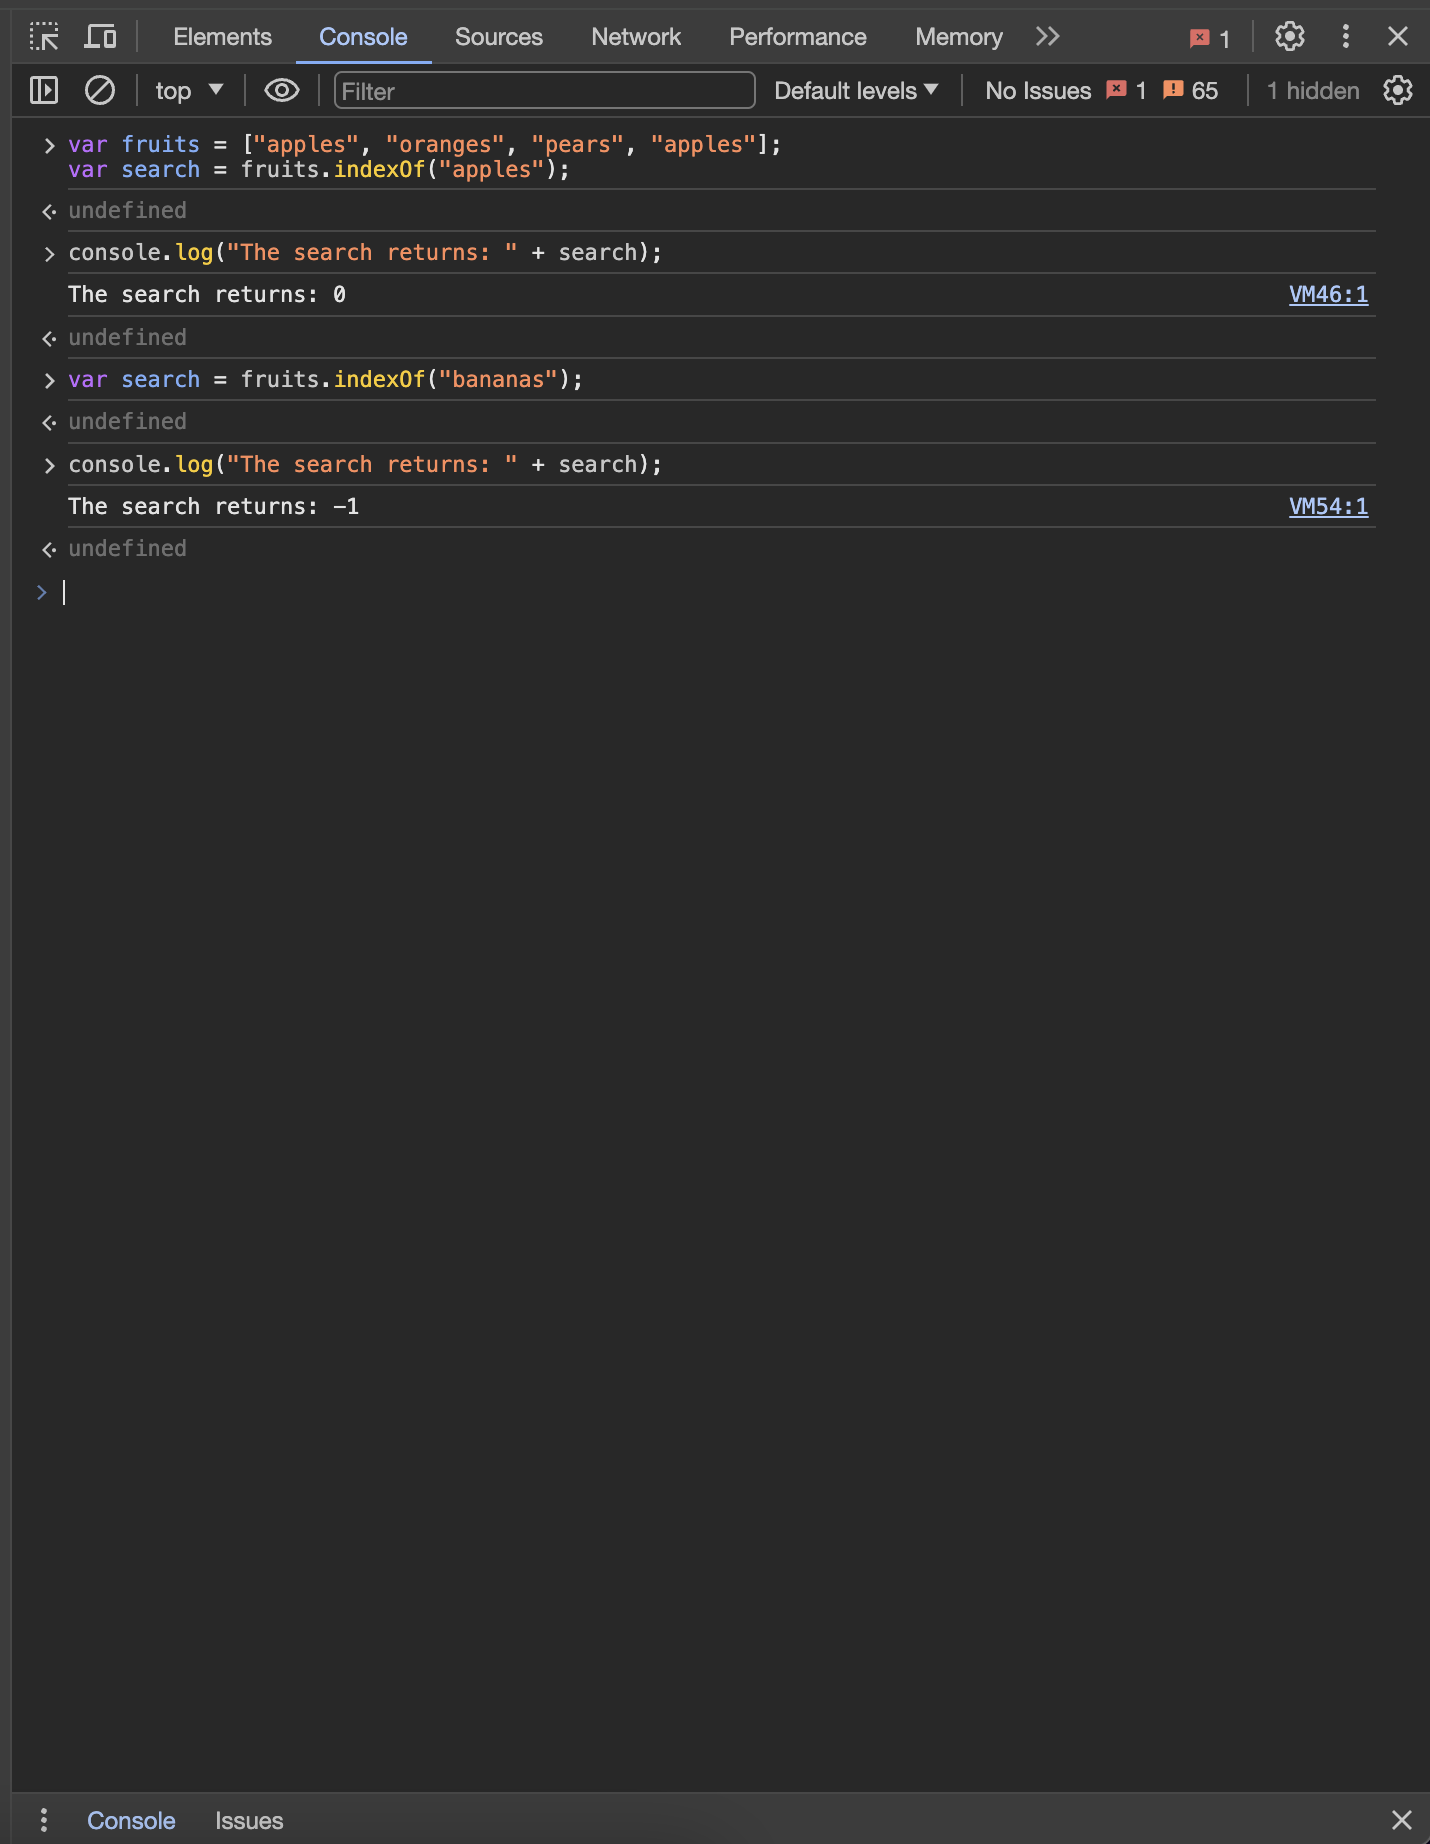 Elements Console Sources Network Performance Memory 1
top Filter Default levels No Issues 1 65 1 hidden
var fruits = ["apples", "oranges", "pears", "apples"];
var search = fruits.indexOf("apples");
undefined
console.log("The search returns: " + search);
The search returns: 0 VM46:1
undefined
var search = fruits.indexOf("bananas");
undefined
console.log("The search returns: " + search);
The search returns: -1 VM54:1
undefined
Console Issues